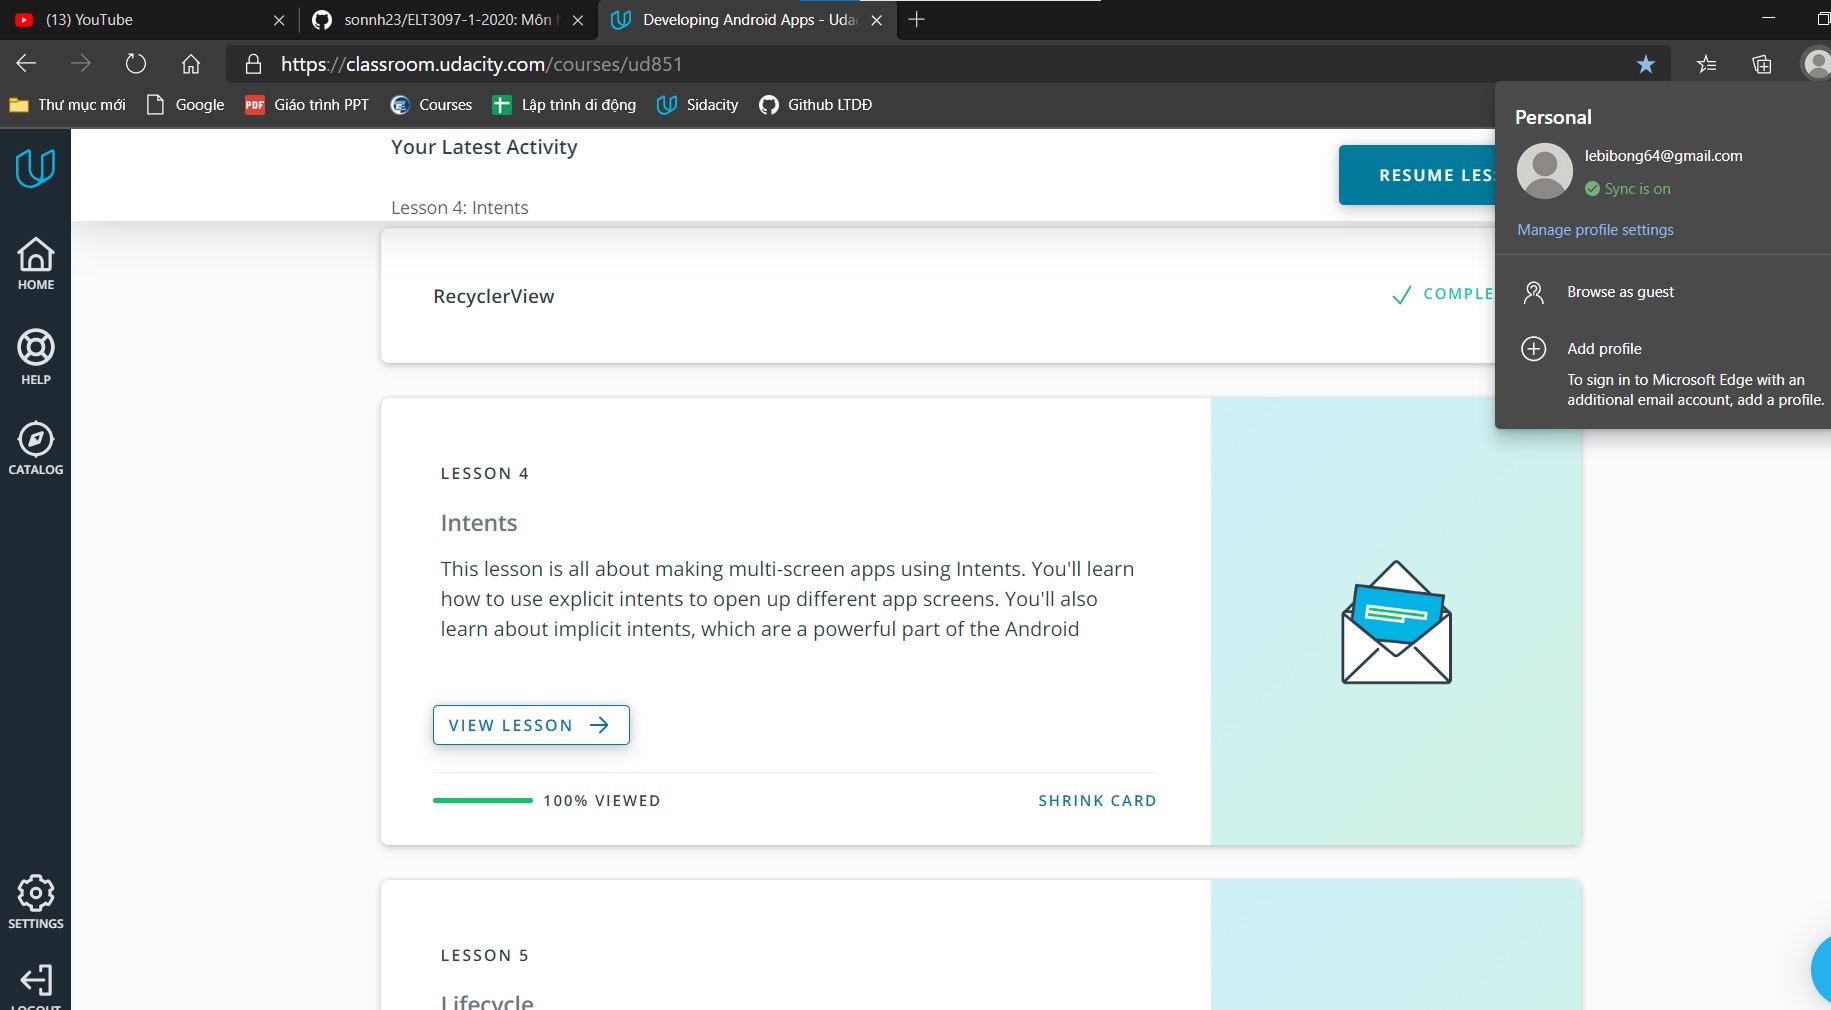 (13) YouTube
sonnh23/ELT3097-1-2020: Môn
Developing Android Apps - Uda
https://classroom.udacity.com/courses/ud851
Thư mục mới
Google
PDF
Giáo trình PPT
Courses
Lập trình di động
Sidacity
Github LTDĐ
Your Latest Activity
Lesson 4: Intents
RESUME LES
Personal
lebibong64@gmail.com
Sync is on
Manage profile settings
Browse as guest
Add profile
To sign in to Microsoft Edge with an
additional email account, add a profile.
HOME
HELP
CATALOG
SETTINGS
LOGOUT
RecyclerView
COMPLE
LESSON 4
Intents
This lesson is all about making multi-screen apps using Intents. You'll learn
how to use explicit intents to open up different app screens. You'll also
learn about implicit intents, which are a powerful part of the Android
VIEW LESSON
100% VIEWED
SHRINK CARD
LESSON 5
Lifecycle